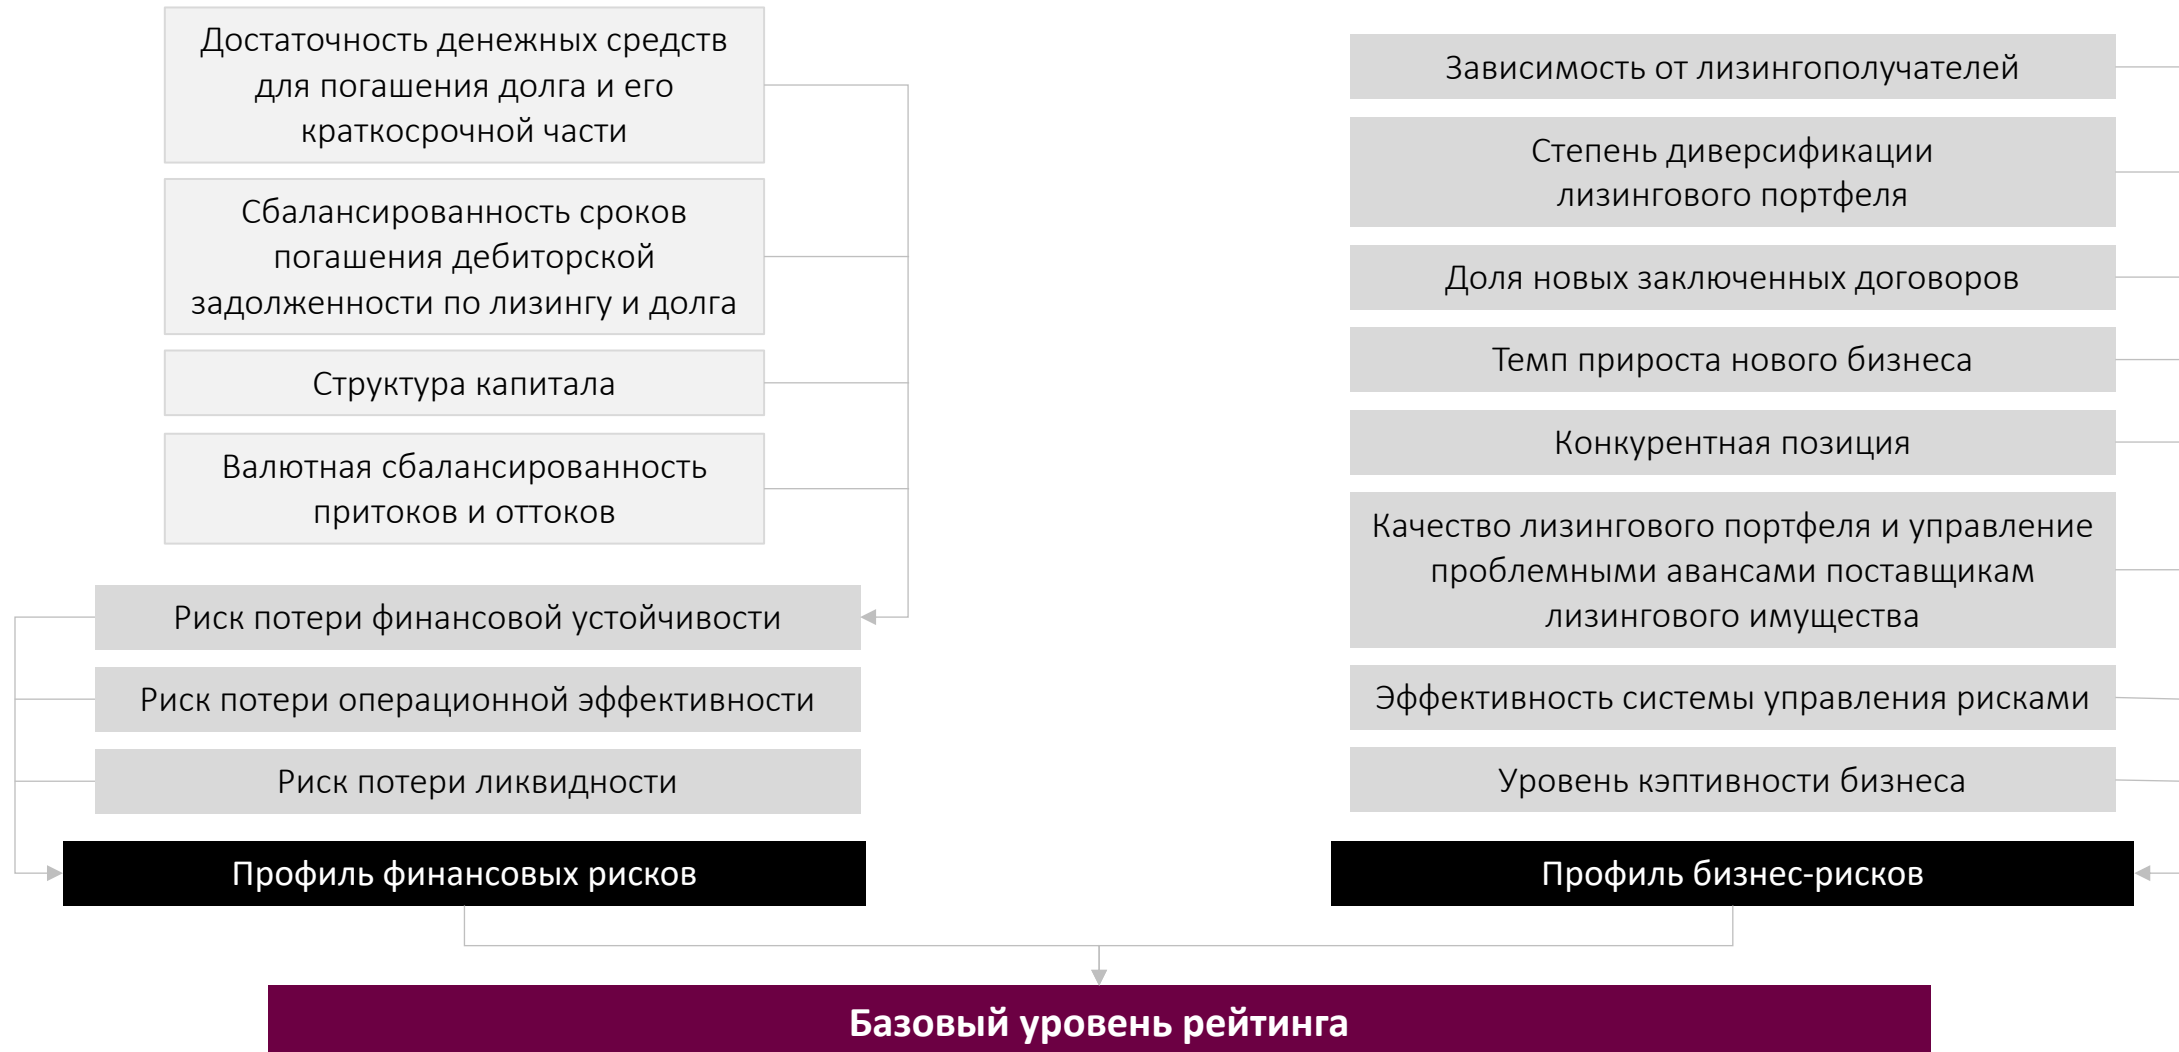 Достаточность денежных средств
для погашения долга и его
краткосрочной части
Сбалансированность сроков
погашения дебиторской
задолженности по лизингу и долга
Структура капитала
Валютная сбалансированность
притоков и оттоков
Риск потери финансовой устойчивости
Риск потери операционной эффективности
Риск потери ликвидности
Профиль финансовых рисков
Зависимость от лизингополучателей
Степень диверсификации
лизингового портфеля
Доля новых заключенных договоров
Темп прироста нового бизнеса
Конкурентная позиция
Качество лизингового портфеля и управление
проблемными авансами поставщикам
лизингового имущества
Эффективность системы управления рисками
Уровень кэптивности бизнеса
Профиль бизнес-рисков
Базовый уровень рейтинга